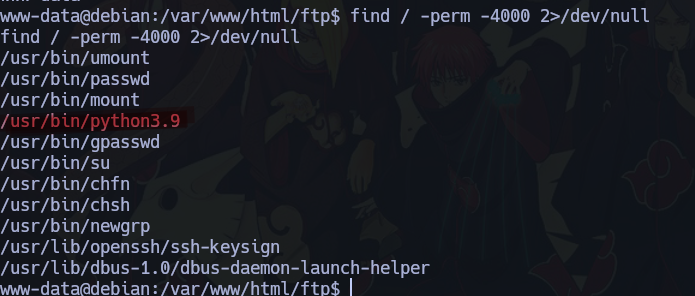 www-data@debian:/var/www/html/ftp$ find / -perm -4000 2>/dev/null
find / -perm -4000 2>/dev/null
/usr/bin/umount
/usr/bin/passwd
/usr/bin/mount
/usr/bin/python3.9
/usr/bin/gpasswd
/usr/bin/su
/usr/bin/chfn
/usr/bin/chsh
/usr/bin/newgrp
/usr/lib/openssh/ssh-keysign
/usr/lib/dbus-1.0/dbus-daemon-launch-helper
www-data@debian:/var/www/html/ftp$